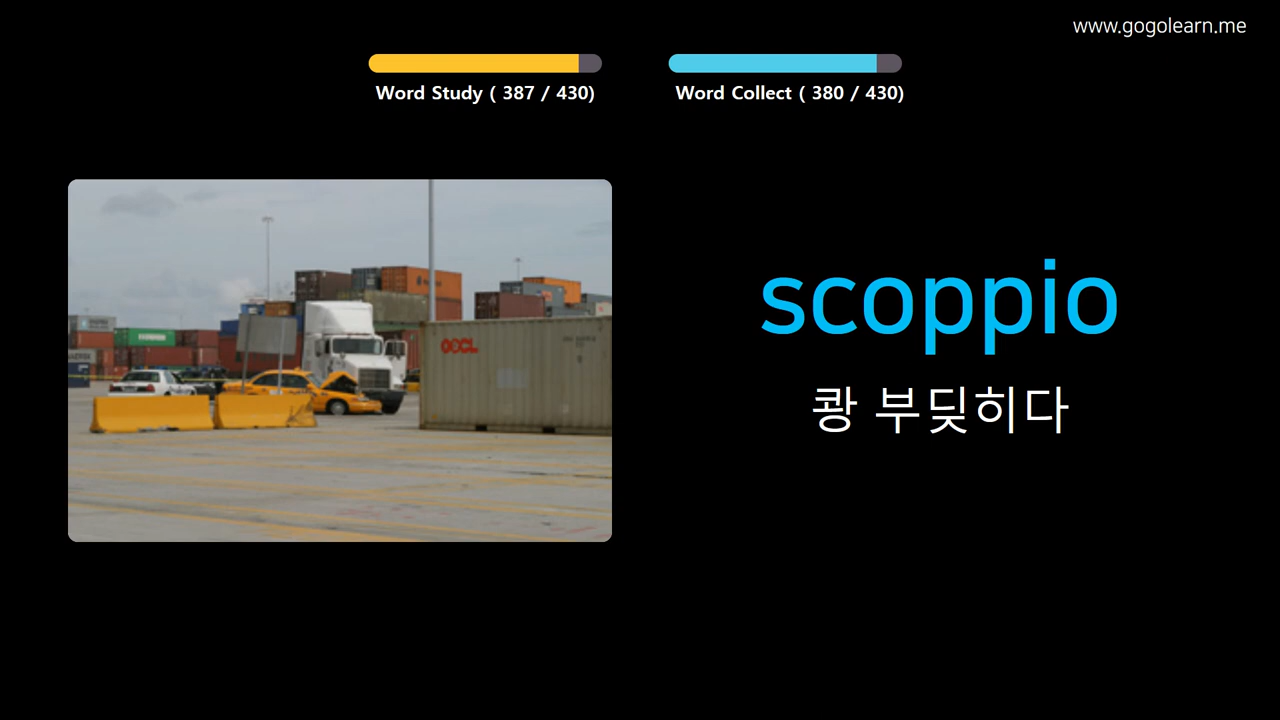 www.gogolearn.me
Word Study ( 387 / 430)
Word Collect ( 380 / 430)
scoppio
쾅 부딪히다
OOCL